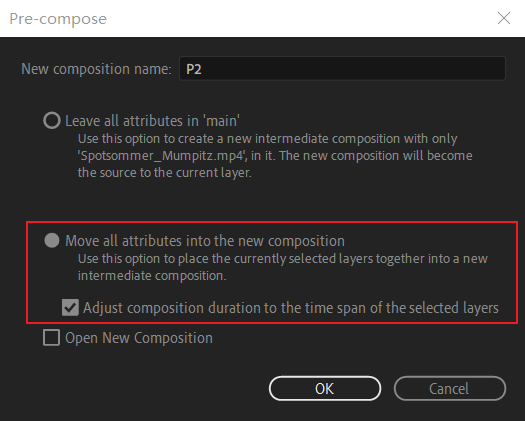 Pre-compose
New composition name: P2
Leave all attributes in 'main'
Use this option to create a new intermediate composition with only
'Spotsommer_Mumpitz.mp4', in it. The new composition will become
the source to the current layer.
Move all attributes into the new composition
Use this option to place the currently selected layers together into a new
intermediate composition.
Adjust composition duration to the time span of the selected layers
Open New Composition
OK Cancel